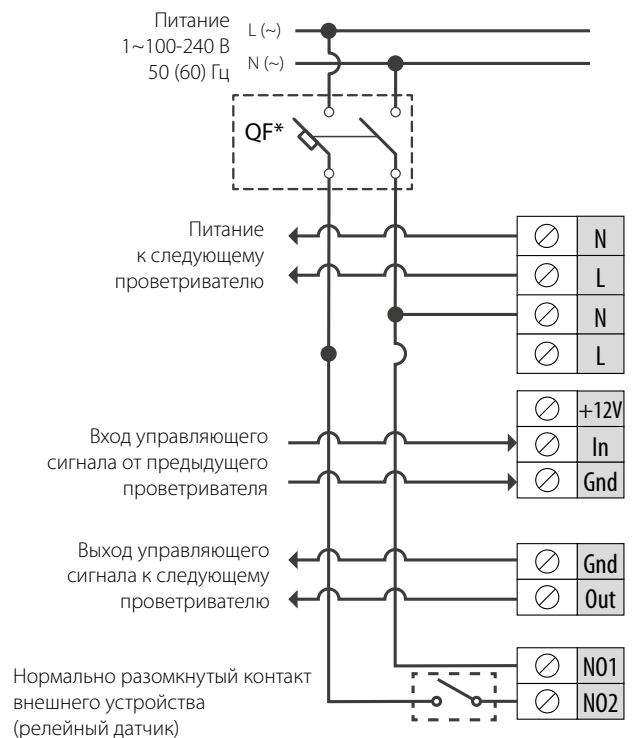 Питание
1~100-240 В
50 (60) Гц
L (~)
N (~)
QF*
Питание
к следующему
проветривателю
N
L
N
L
+12V
Вход управляющего
сигнала от предыдущего
проветривателя
In
Gnd
Выход управляющего
сигнала к следующему
проветривателю
Gnd
Out
Нормально разомкнутый контакт
внешнего устройства
(релейный датчик)
NO1
NO2